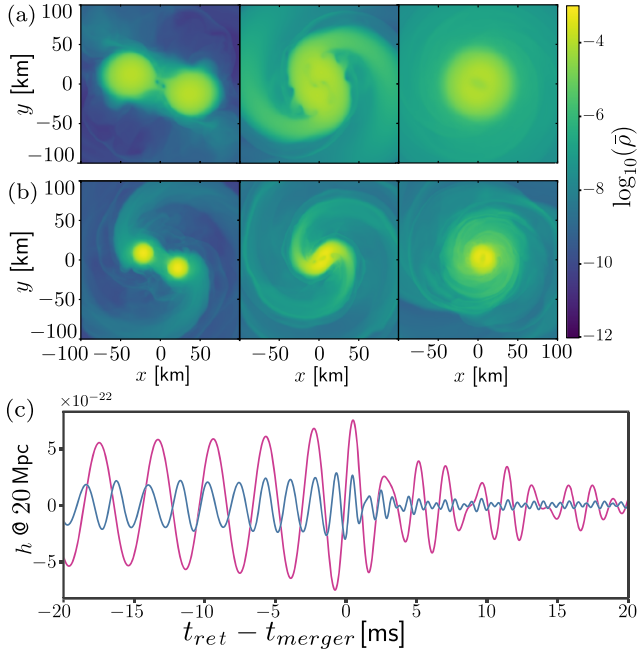 (a)
100
50
0
−50
−100
y [km]
(b)
100
50
0
−50
−100
y [km]
−100 −50 0 50
−50 0 50
−50 0 50 100
x [km]
x [km]
x [km]
−4
−6
−8
−10
−12
log₁₀(ρ̄)
(c)
×10⁻²²
5
0
−5
h @ 20 Mpc
−20 −15 −10 −5 0 5 10 15 20
t_ret − t_merger [ms]